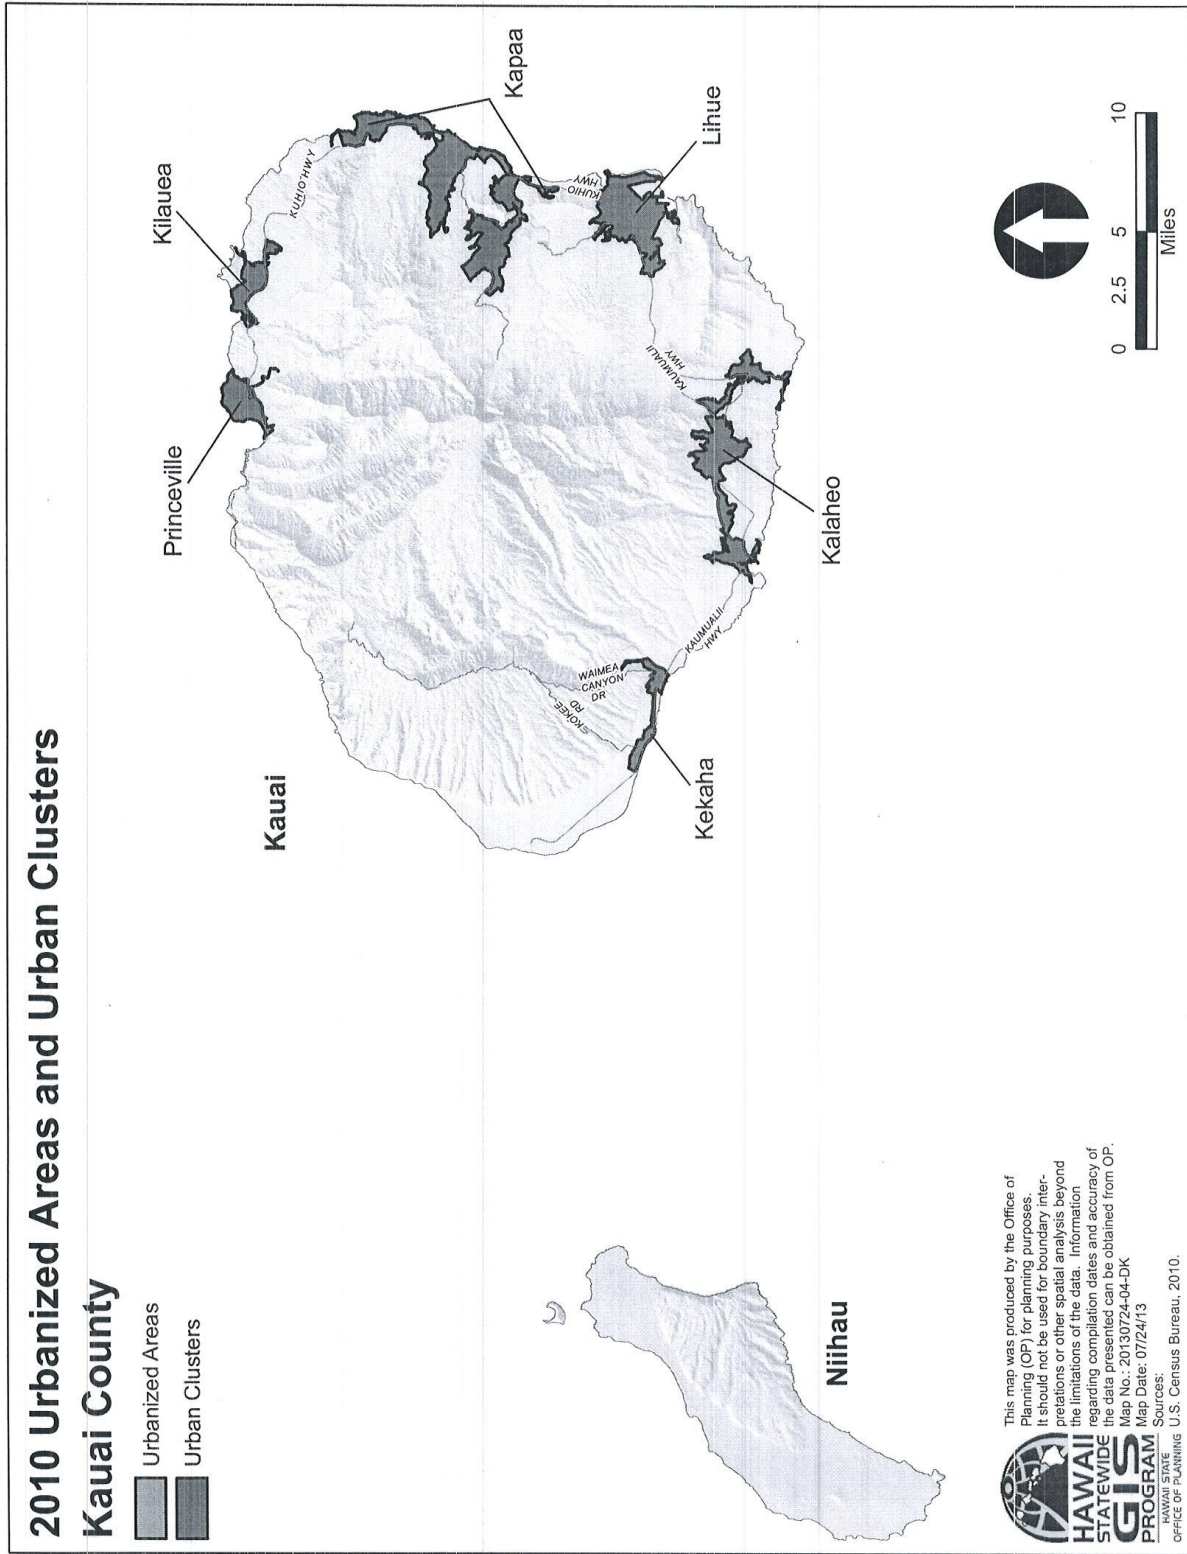 2010 Urbanized Areas and Urban Clusters
Kauai County
Urbanized Areas
Urban Clusters
Kauai
Niihau
Princeville
Kilauea
Kapaa
Lihue
Kalaheo
Kekaha
KUHIO HWY
KUHIO
HWY
KAUMUALII
HWY
KAUMUALII
HWY
WAIMEA
CANYON
DR
KOKEE
RD
0 2.5 5 10
Miles
HAWAII
STATEWIDE
GIS
PROGRAM
HAWAII STATE
OFFICE OF PLANNING
This map was produced by the Office of
Planning (OP) for planning purposes.
It should not be used for boundary inter-
pretations or other spatial analysis beyond
the limitations of the data. Information
regarding compilation dates and accuracy of
the data presented can be obtained from OP.
Map No.: 20130724-04-DK
Map Date: 07/24/13
Sources:
U.S. Census Bureau, 2010.